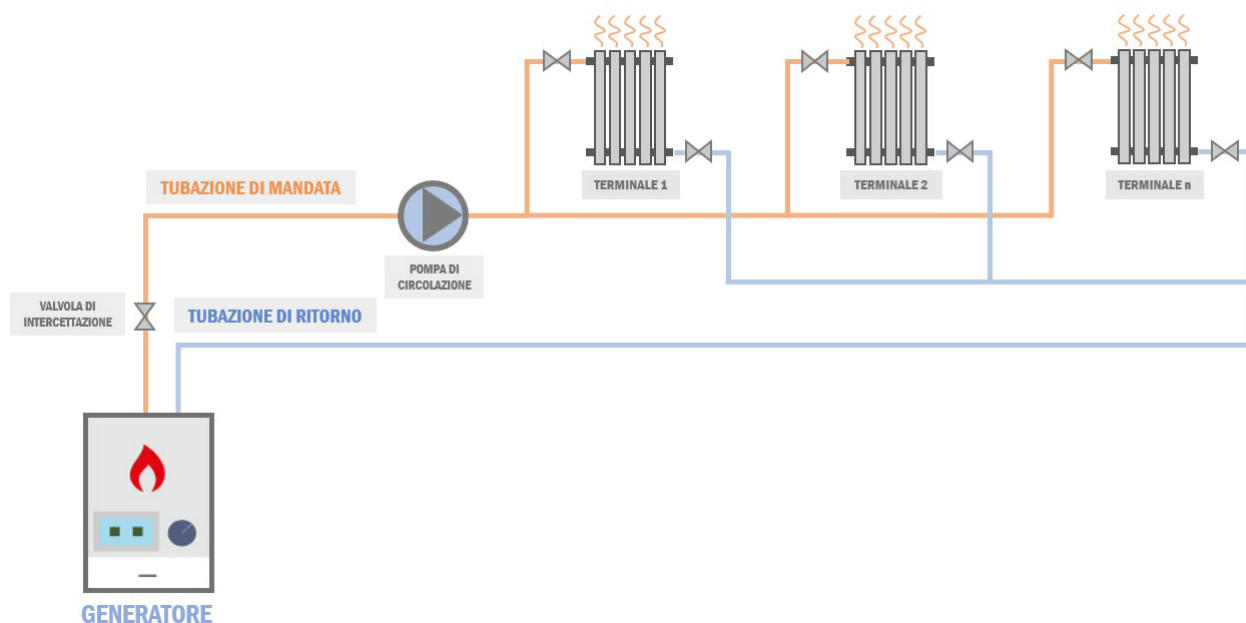 TERMINALE 1
TERMINALE 2
TERMINALE n
TUBAZIONE DI MANDATA
POMPA DI
CIRCOLAZIONE
VALVOLA DI
INTERCETTAZIONE
TUBAZIONE DI RITORNO
GENERATORE